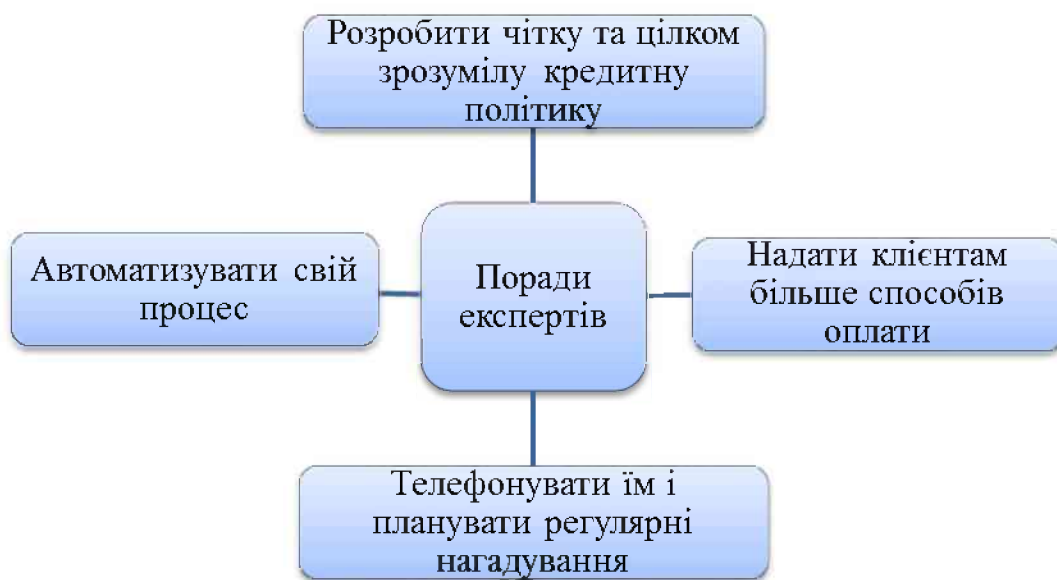 Розробити чітку та цілком
зрозумілу кредитну
політику
Автоматизувати свій
процес
Поради
експертів
Надати клієнтам
більше способів
оплати
Телефонувати їм і
планувати регулярні
нагадування